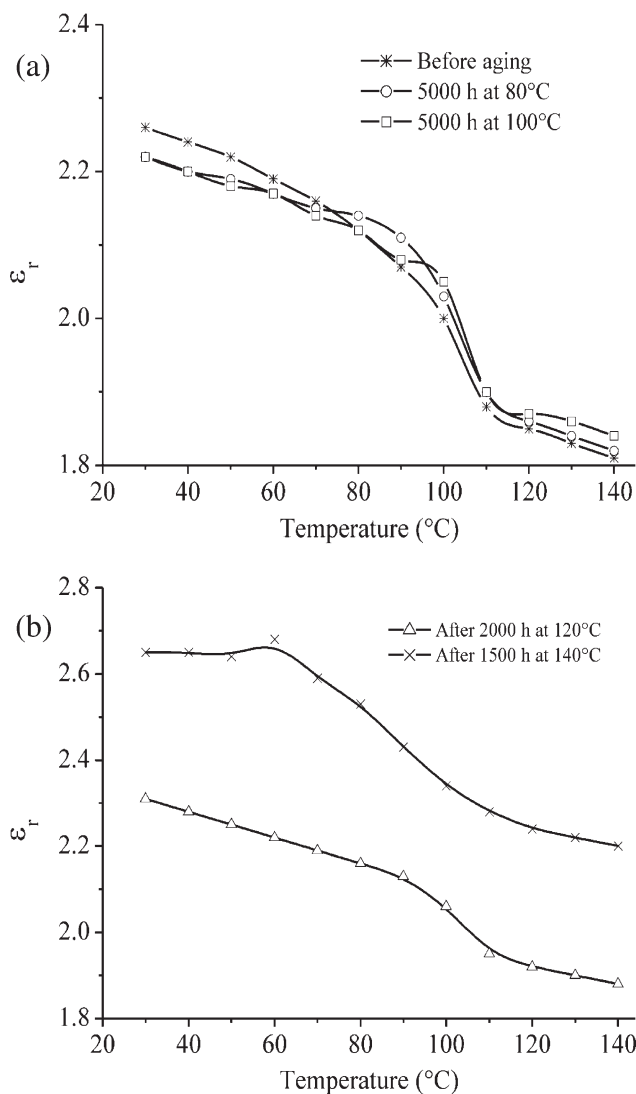 (a)
Before aging
5000 h at 80°C
5000 h at 100°C
2.4
2.2
2.0
1.8
εr
20 40 60 80 100 120 140
Temperature (°C)
(b)
After 2000 h at 120°C
After 1500 h at 140°C
2.8
2.6
2.4
2.2
2.0
1.8
εr
20 40 60 80 100 120 140
Temperature (°C)